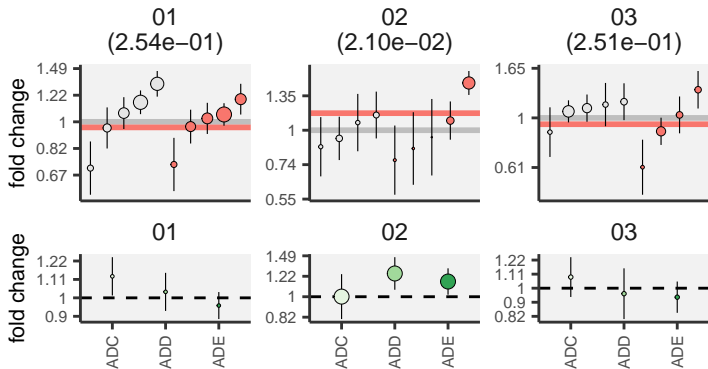 01
(2.54e−01)
02
(2.10e−02)
03
(2.51e−01)
fold change
1.49
1.22
1
0.82
0.67
1.35
1
0.74
0.55
1.65
1
0.61
01
02
03
fold change
1.22
1.11
1
0.9
1.49
1.22
1
0.82
1.22
1.11
1
0.9
0.82
ADC
ADD
ADE
ADC
ADD
ADE
ADC
ADD
ADE